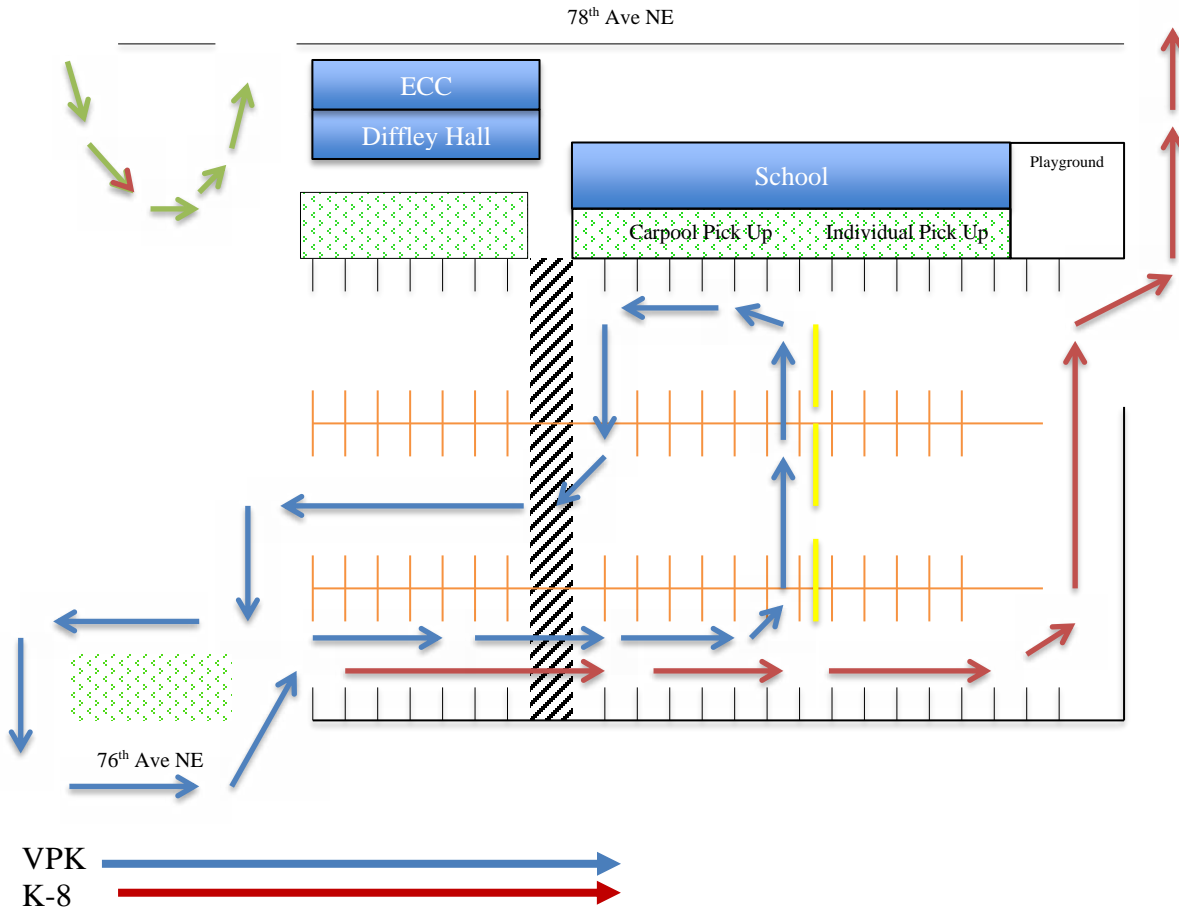 78th Ave NE
ECC
Diffley Hall
School
Playground
Carpool Pick Up
Individual Pick Up
76th Ave NE
VPK
K-8